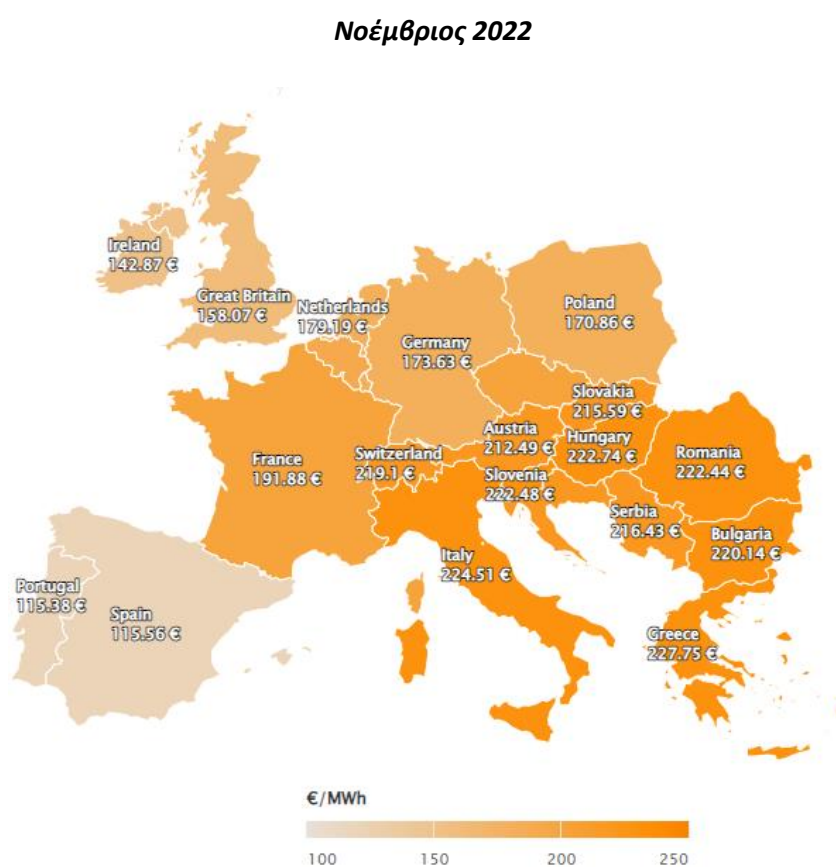 Νοέμβριος 2022
Ireland
142.87 €
Great Britain
158.07 €
Netherlands
179.19 €
Poland
170.86 €
Germany
173.63 €
Slovakia
215.59 €
Austria
212.49 €
Hungary
222.74 €
Romania
222.44 €
France
191.88 €
Switzerland
219.1 €
Slovenia
222.48 €
Serbia
216.43 €
Bulgaria
220.14 €
Italy
224.51 €
Portugal
115.38 €
Spain
115.56 €
Greece
227.75 €
€/MWh
100 150 200 250